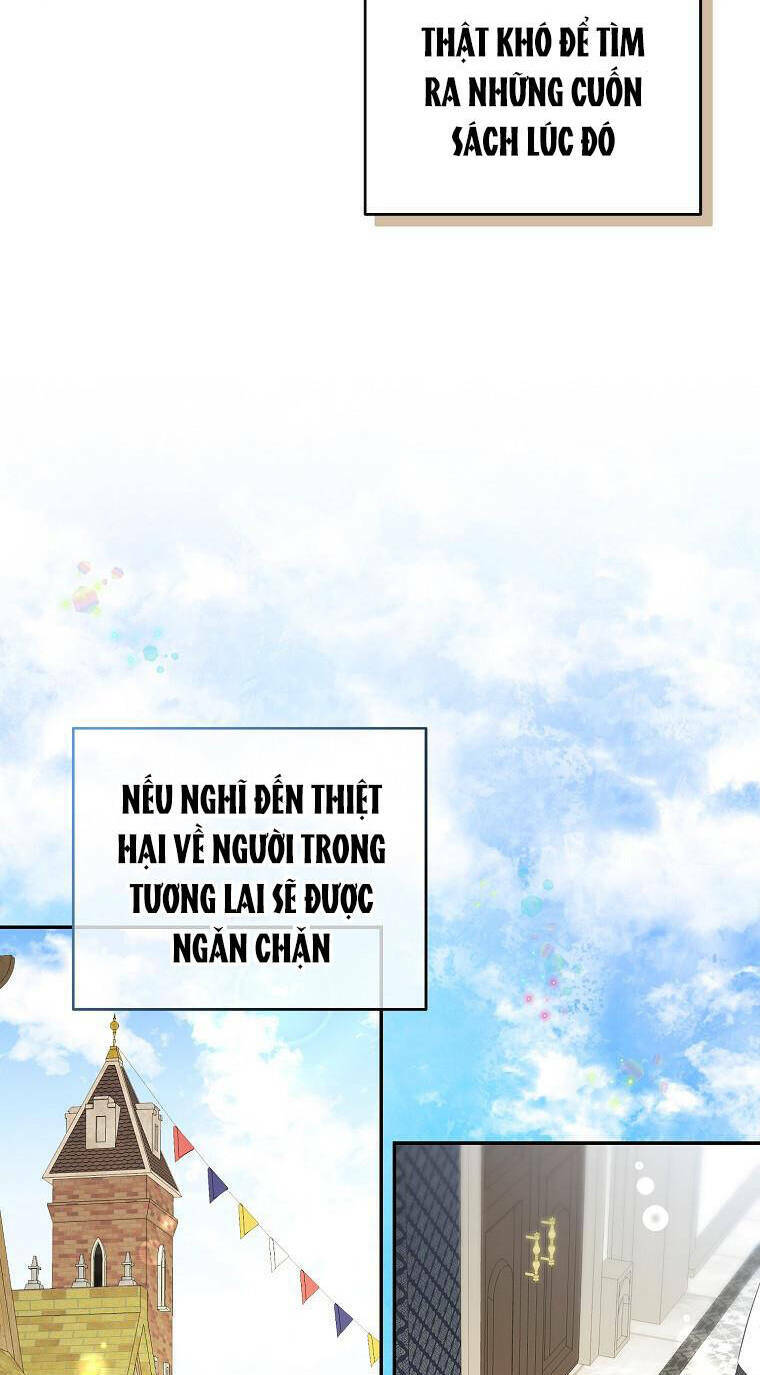 THẬT KHÓ ĐỂ TÌM
RA NHỮNG CUỐN
SÁCH LÚC ĐÓ
NẾU NGHĨ ĐẾN THIỆT
HẠI VỀ NGƯỜI TRONG
TƯƠNG LAI SẼ ĐƯỢC
NGĂN CHẶN